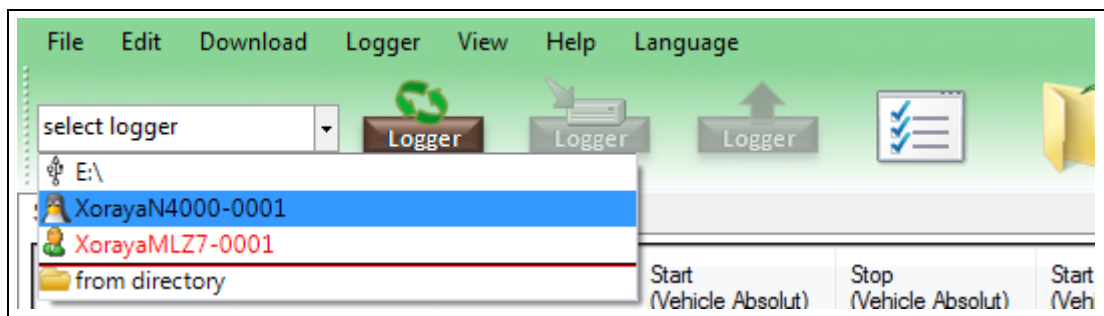 File Edit Download Logger View Help Language
select logger Logger Logger Logger
E:\
XorayaN4000-0001
XorayaMLZ7-0001
from directory
Start Stop Start
(Vehicle Absolut) (Vehicle Absolut)